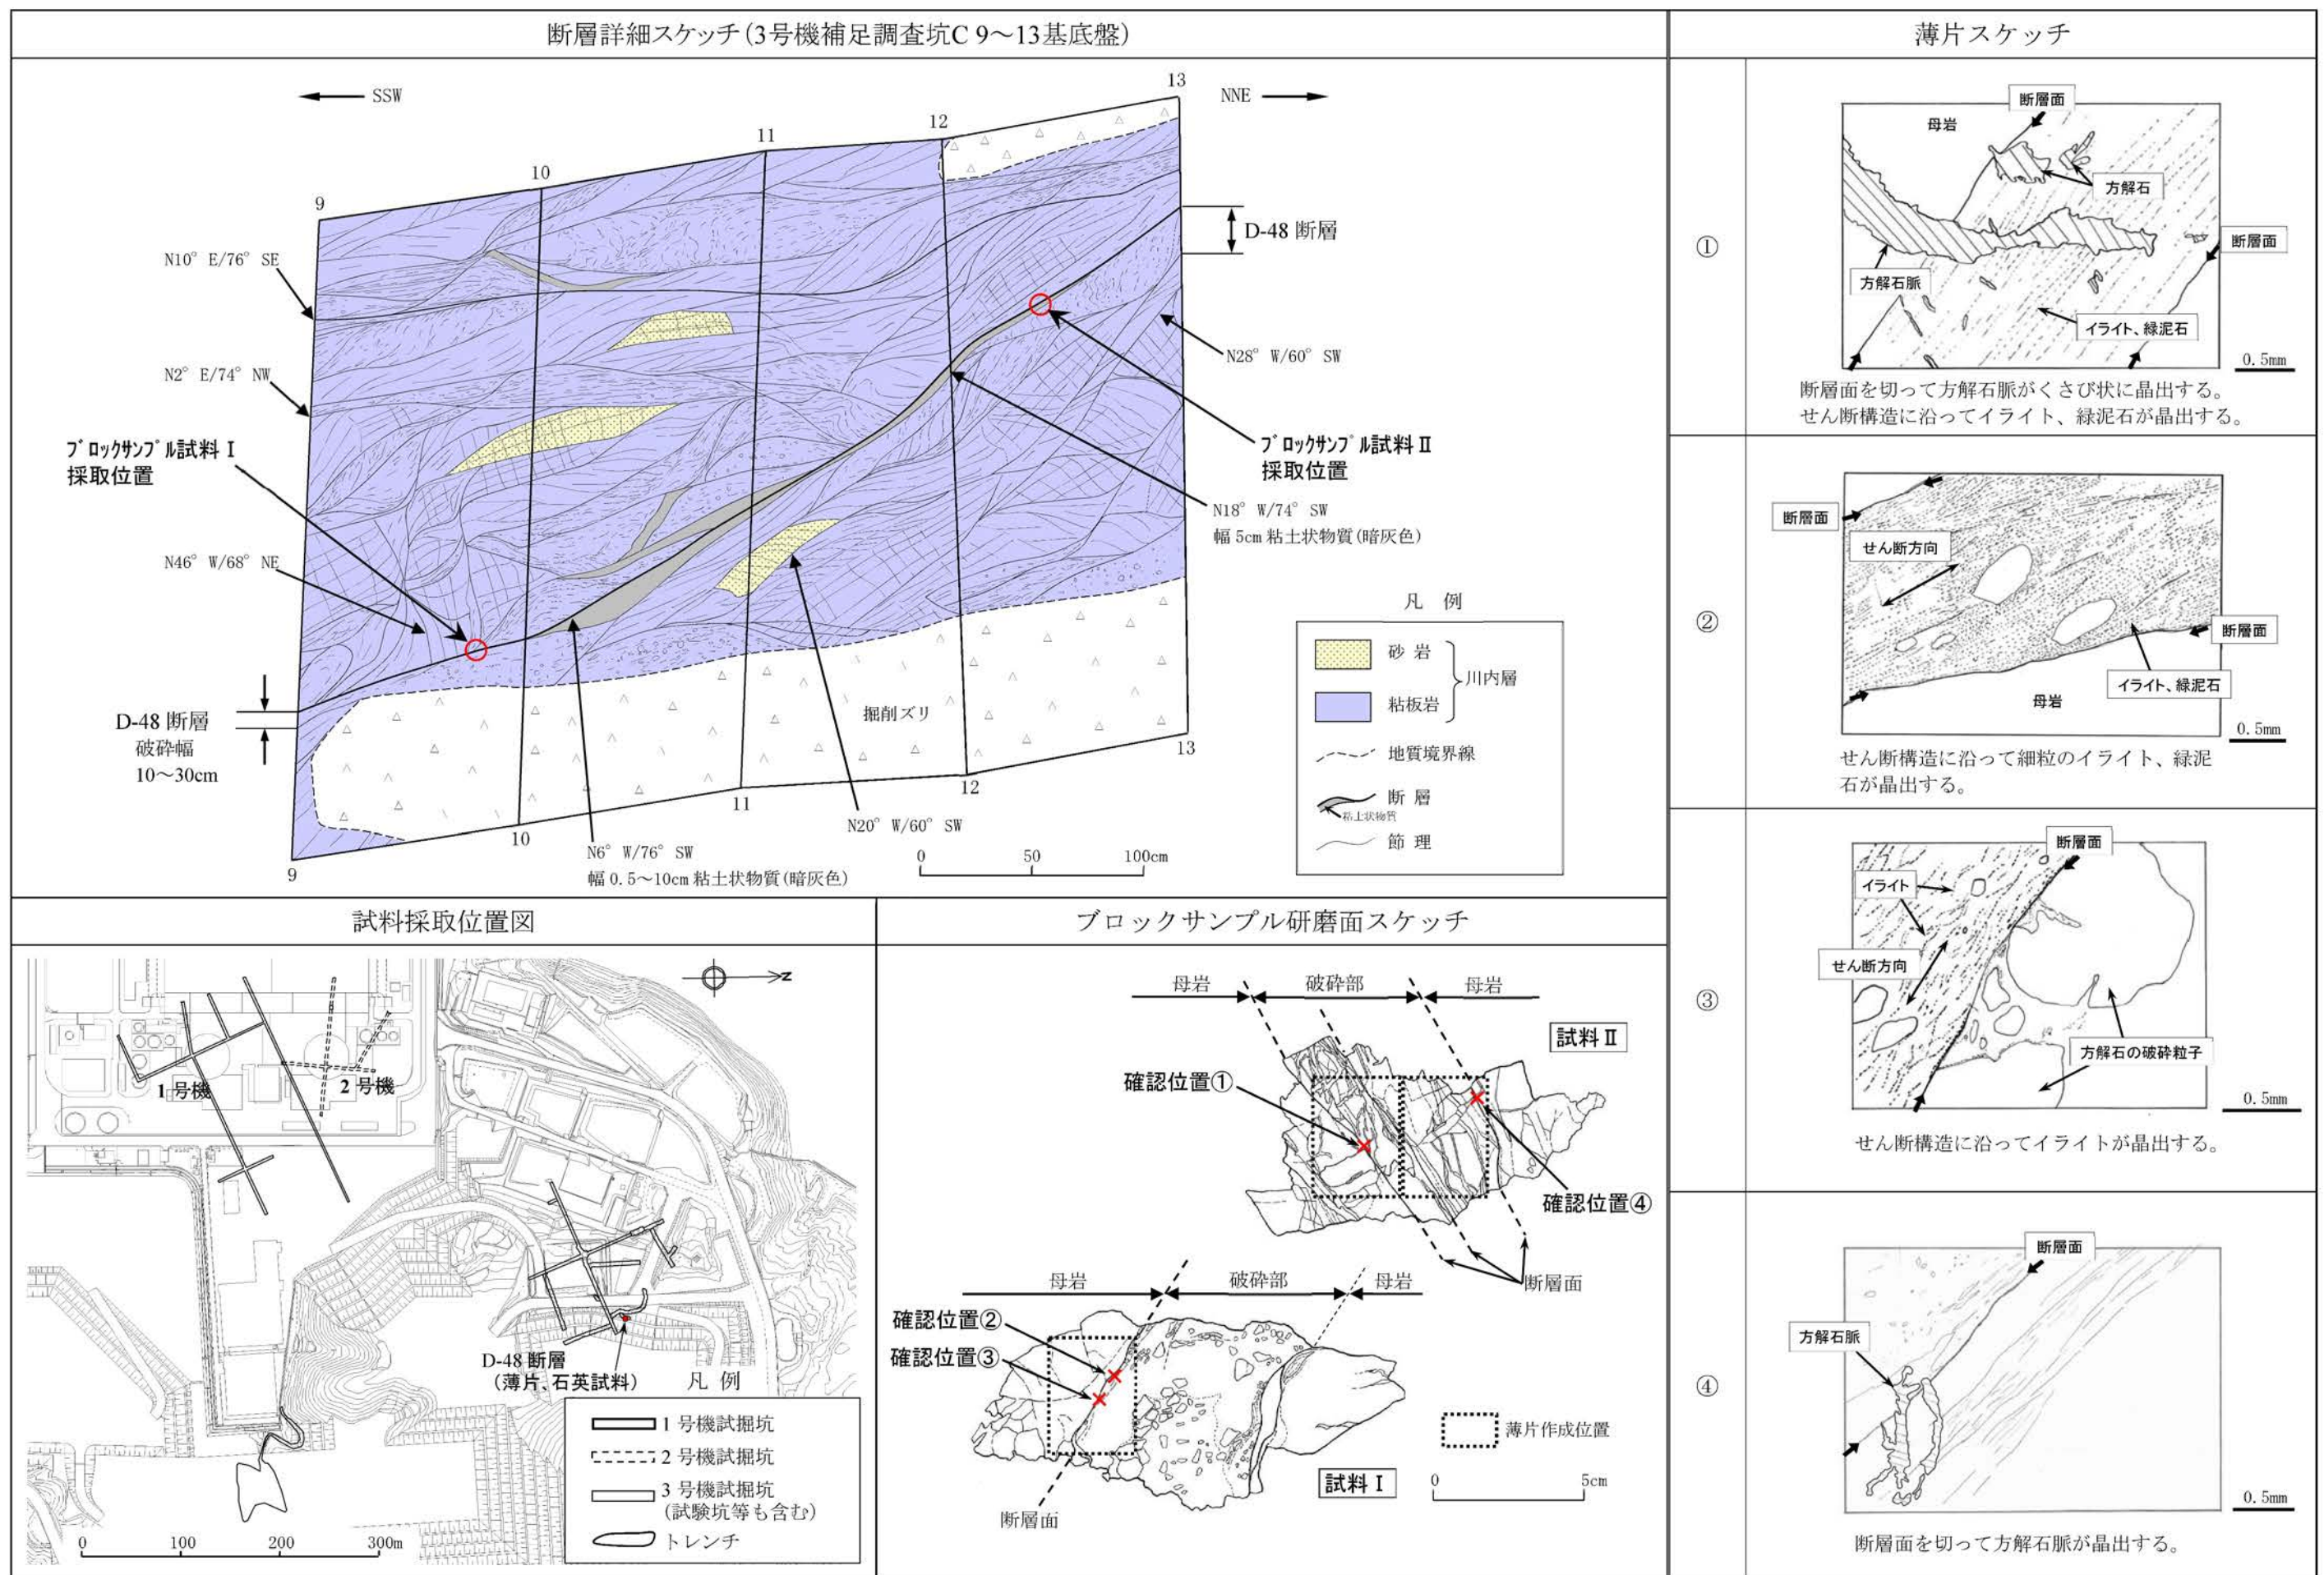 断層詳細スケッチ(3号機補足調査坑C 9～13基底盤)
SSW
NNE
9
10
11
12
13
N10° E/76° SE
N2° E/74° NW
ブロックサンプル試料Ⅰ
採取位置
N46° W/68° NE
D-48 断層
破砕幅
10～30cm
D-48 断層
N28° W/60° SW
ブロックサンプル試料Ⅱ
採取位置
N18° W/74° SW
幅 5cm 粘土状物質(暗灰色)
掘削ズリ
9
10
11
12
13
N6° W/76° SW
幅 0.5～10cm 粘土状物質(暗灰色)
N20° W/60° SW
0 50 100cm
凡 例
砂 岩
粘板岩
川内層
地質境界線
断 層
粘土状物質
節 理
試料採取位置図
N
1 号機
2 号機
D-48 断層
(薄片、石英試料)
凡 例
1 号機試掘坑
2 号機試掘坑
3 号機試掘坑
(試験坑等も含む)
トレンチ
0 100 200 300m
ブロックサンプル研磨面スケッチ
母岩 破砕部 母岩
試料Ⅱ
確認位置①
確認位置④
断層面
母岩 破砕部 母岩
確認位置②
確認位置③
断層面
試料Ⅰ
薄片作成位置
0 5cm
薄片スケッチ
①
断層面
母岩
方解石
断層面
方解石脈
イライト、緑泥石
0.5mm
断層面を切って方解石脈がくさび状に晶出する。
せん断構造に沿ってイライト、緑泥石が晶出する。
②
断層面
せん断方向
断層面
イライト、緑泥石
母岩
0.5mm
せん断構造に沿って細粒のイライト、緑泥
石が晶出する。
③
断層面
イライト
せん断方向
方解石の破砕粒子
0.5mm
せん断構造に沿ってイライトが晶出する。
④
断層面
方解石脈
0.5mm
断層面を切って方解石脈が晶出する。